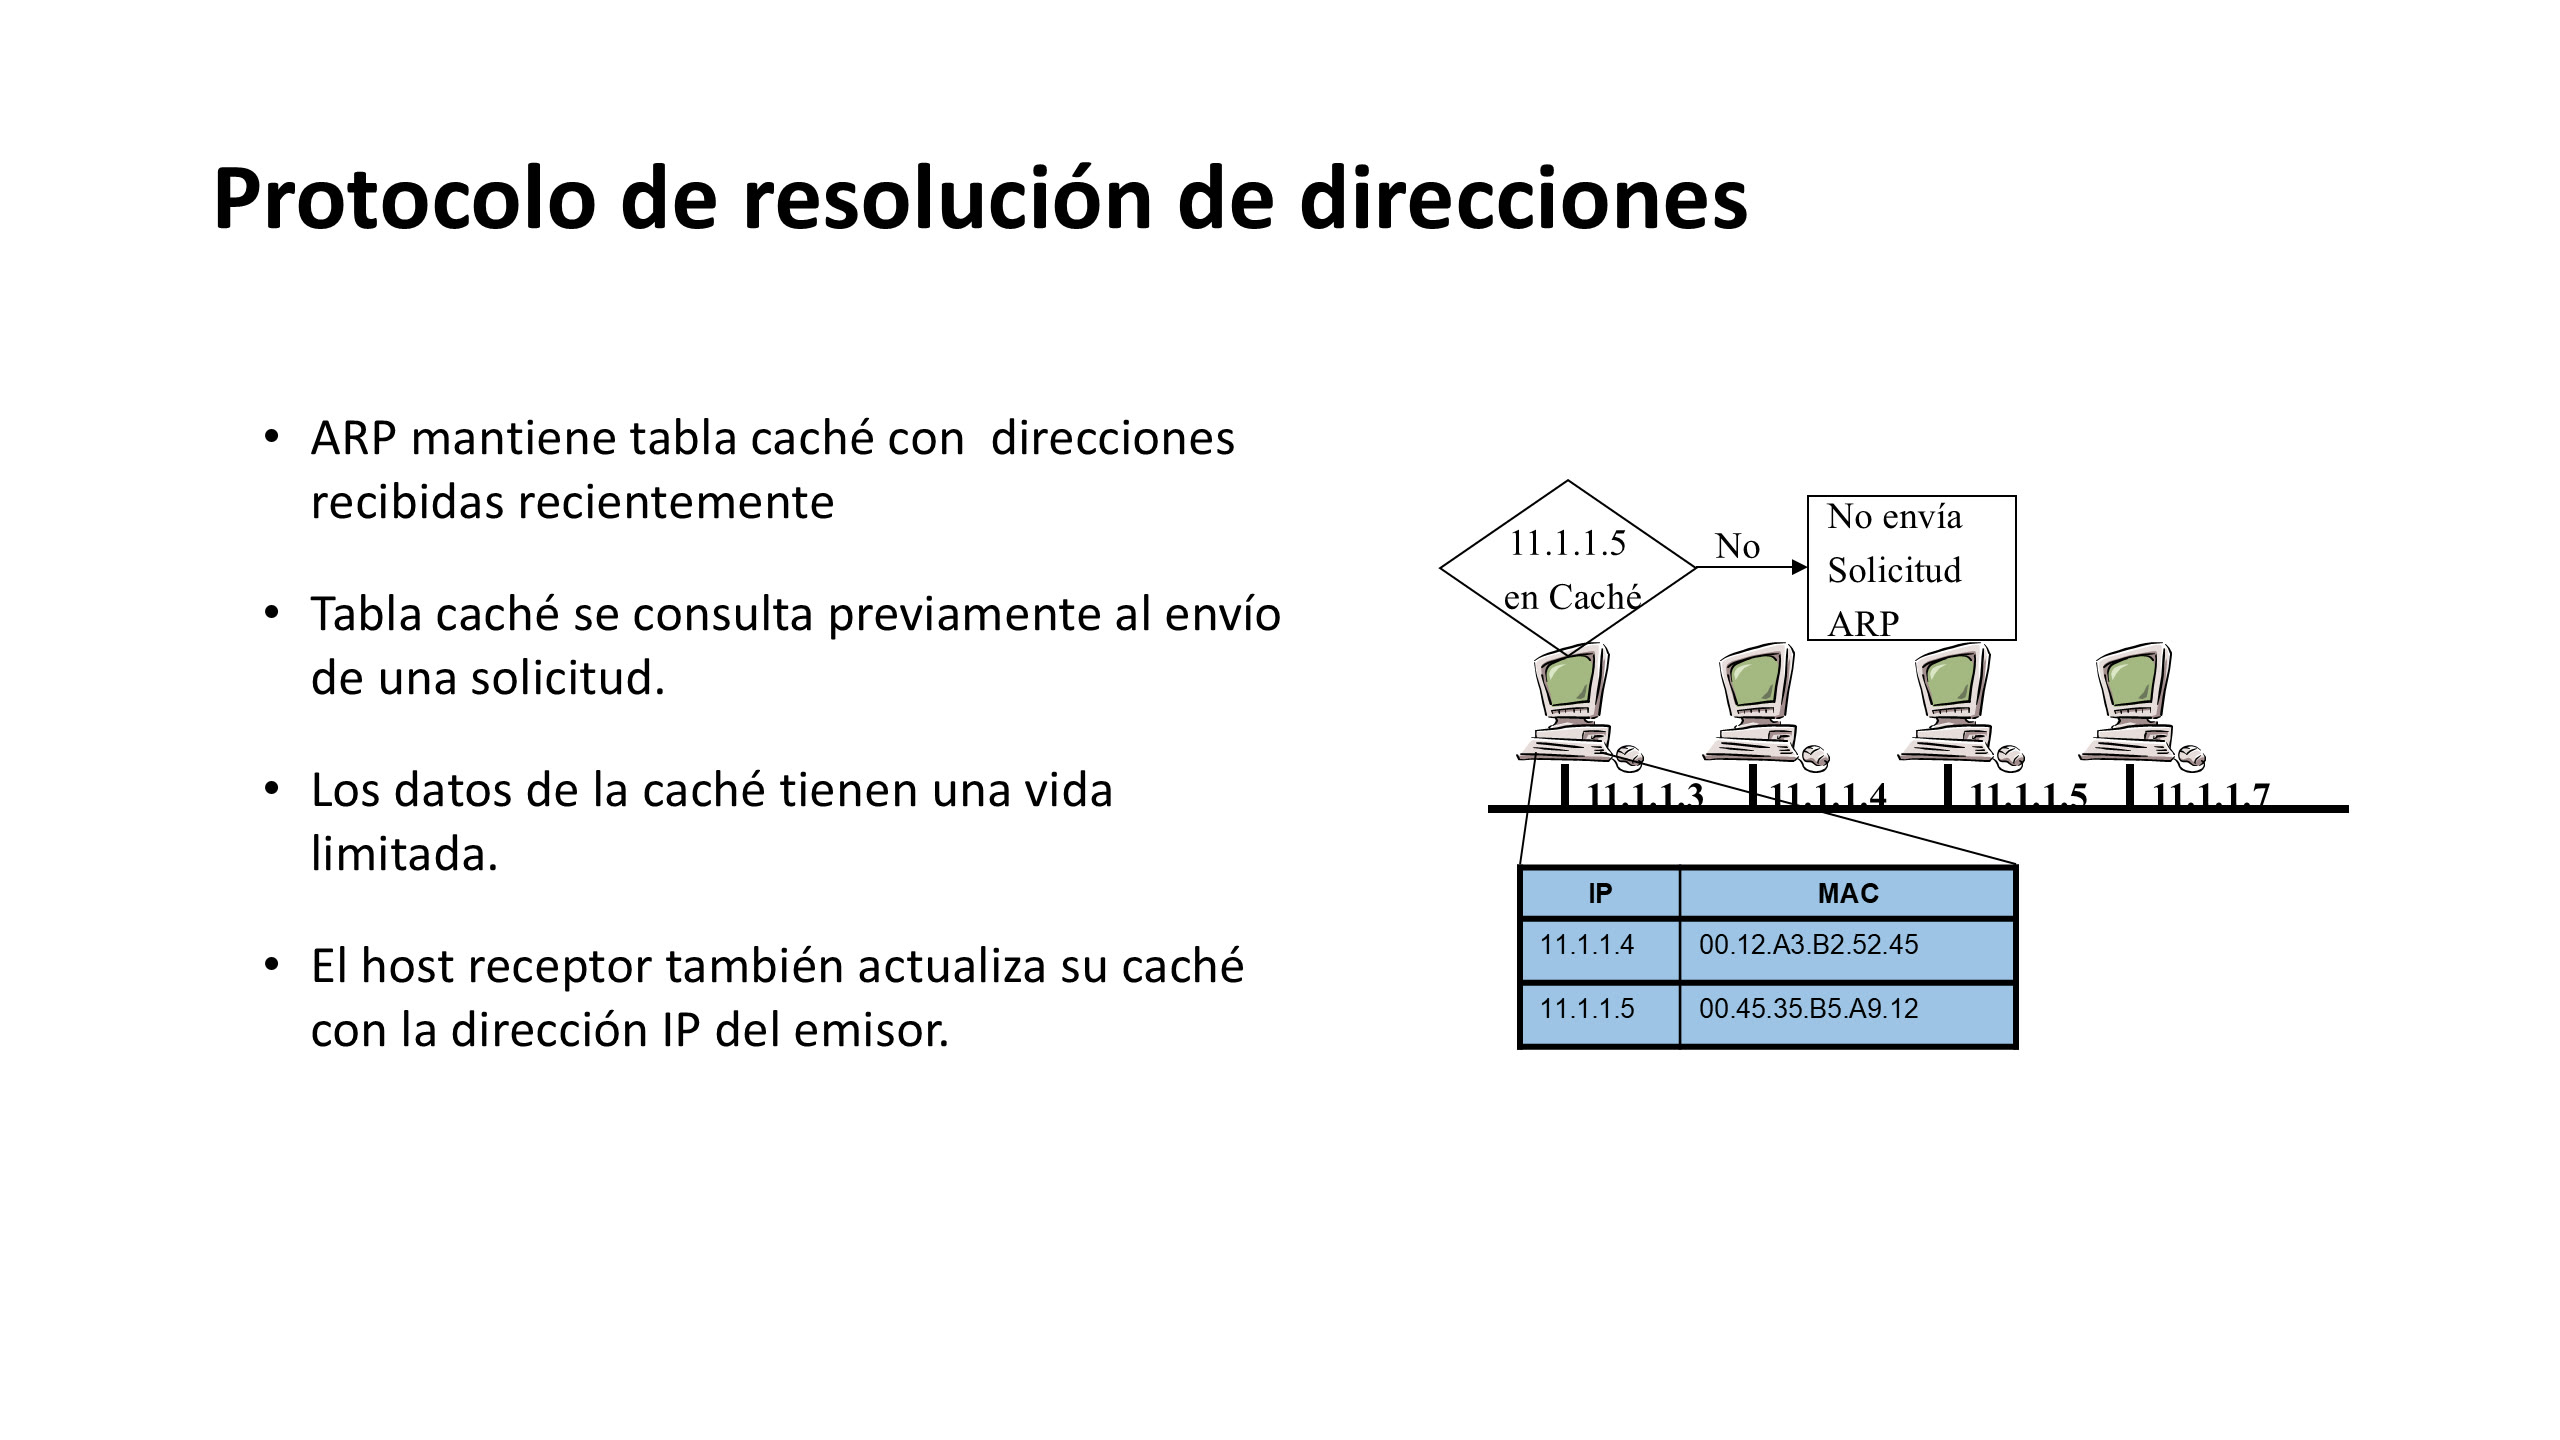 Protocolo de resolución de direcciones
• ARP mantiene tabla caché con  direcciones
recibidas recientemente
• Tabla caché se consulta previamente al envío
de una solicitud.
• Los datos de la caché tienen una vida
limitada.
• El host receptor también actualiza su caché
con la dirección IP del emisor.
11.1.1.5
en Caché
No
No envía
Solicitud
ARP
11.1.1.3 11.1.1.4 11.1.1.5 11.1.1.7
IP MAC
11.1.1.4 00.12.A3.B2.52.45
11.1.1.5 00.45.35.B5.A9.12